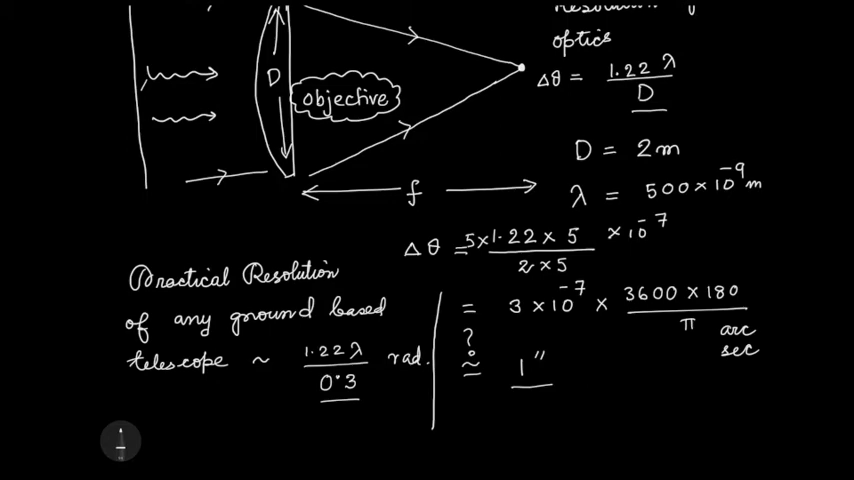 optics
Δθ = 1.22 λ / D
D
objective
D = 2m
λ = 500 × 10⁻⁹ m
f
Δθ = 5×1.22 × 5 / 2 × 5 × 10⁻⁷
Practical Resolution
of any ground based
telescope ~ 1.22 λ / 0.3 rad.
= 3 × 10⁻⁷ × 3600 × 180 / π arc sec
?
≈ 1"